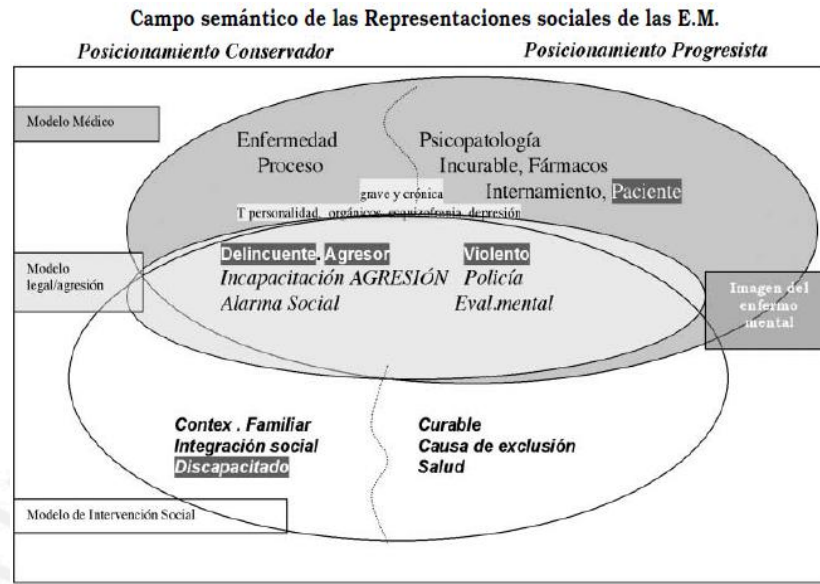 Campo semántico de las Representaciones sociales de las E.M.
Posicionamiento Conservador
Posicionamiento Progresista
Modelo Médico
Enfermedad
Proceso
Psicopatología
Incurable, Fármacos
Internamiento, Paciente
grave y crónica
T personalidad, orgánicos, esquizofrenia, depresión
Modelo
legal/agresión
Delincuente. Agresor
Violento
Incapacitación AGRESIÓN
Policía
Alarma Social
Eval.mental
Imagen del
enfermo
mental
Contex . Familiar
Integración social
Discapacitado
Curable
Causa de exclusión
Salud
Modelo de Intervención Social